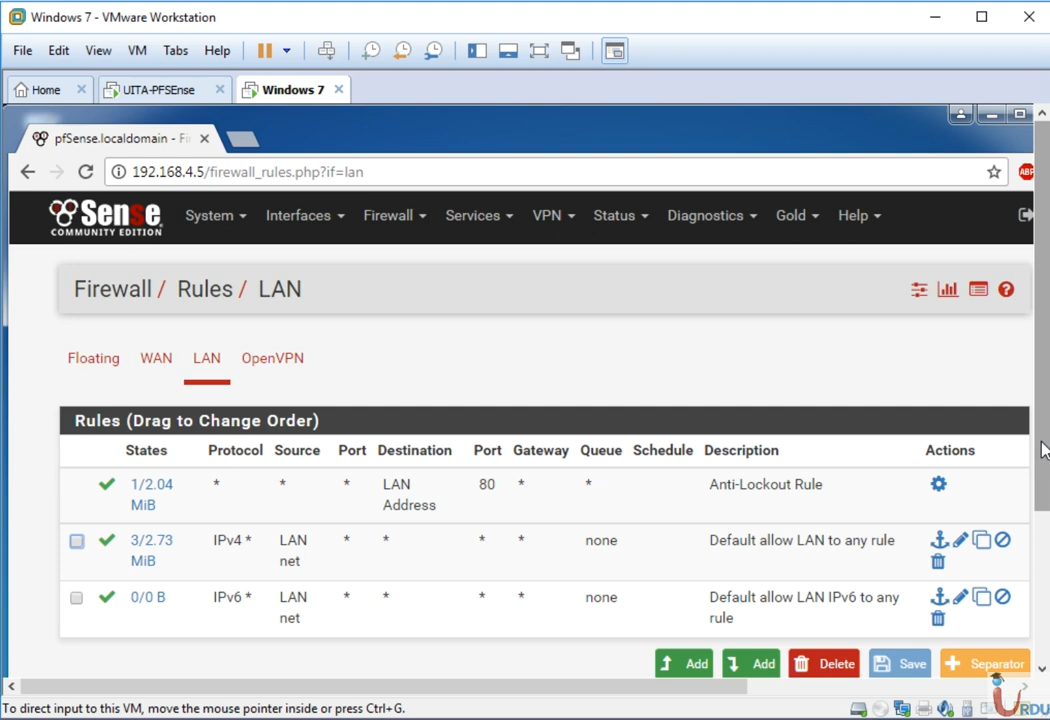 Windows 7 - VMware Workstation
File Edit View VM Tabs Help
Home UITA-PFSEnse Windows 7
pfSense.localdomain - Fi
192.168.4.5/firewall_rules.php?if=lan
ABP
Sense System Interfaces Firewall Services VPN Status Diagnostics Gold Help
COMMUNITY EDITION
Firewall / Rules / LAN
Floating WAN LAN OpenVPN
Rules (Drag to Change Order)
States Protocol Source Port Destination Port Gateway Queue Schedule Description Actions
1/2.04 * * * LAN 80 * * Anti-Lockout Rule
MiB Address
3/2.73 IPv4 * LAN * * * * none Default allow LAN to any rule
MiB net
0/0 B IPv6 * LAN * * * * none Default allow LAN IPv6 to any
net rule
Add Add Delete Save Separator
URDU
To direct input to this VM, move the mouse pointer inside or press Ctrl+G.